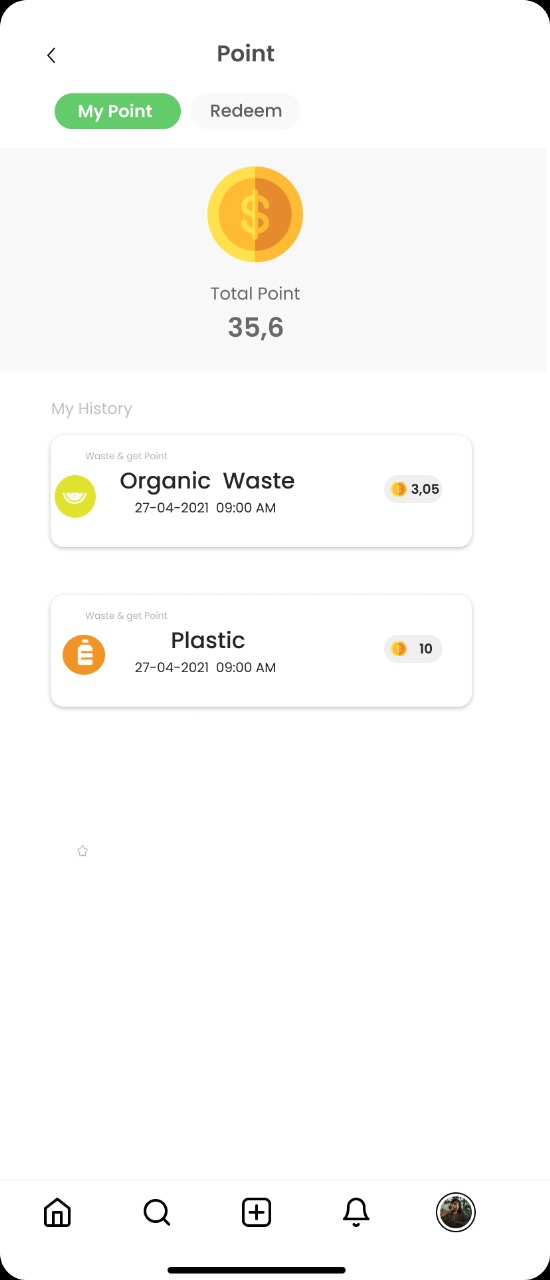 Point
My Point Redeem
$
Total Point
35,6
My History
Waste & get Point
Organic Waste
27-04-2021 09:00 AM
3,05
Waste & get Point
Plastic
27-04-2021 09:00 AM
10